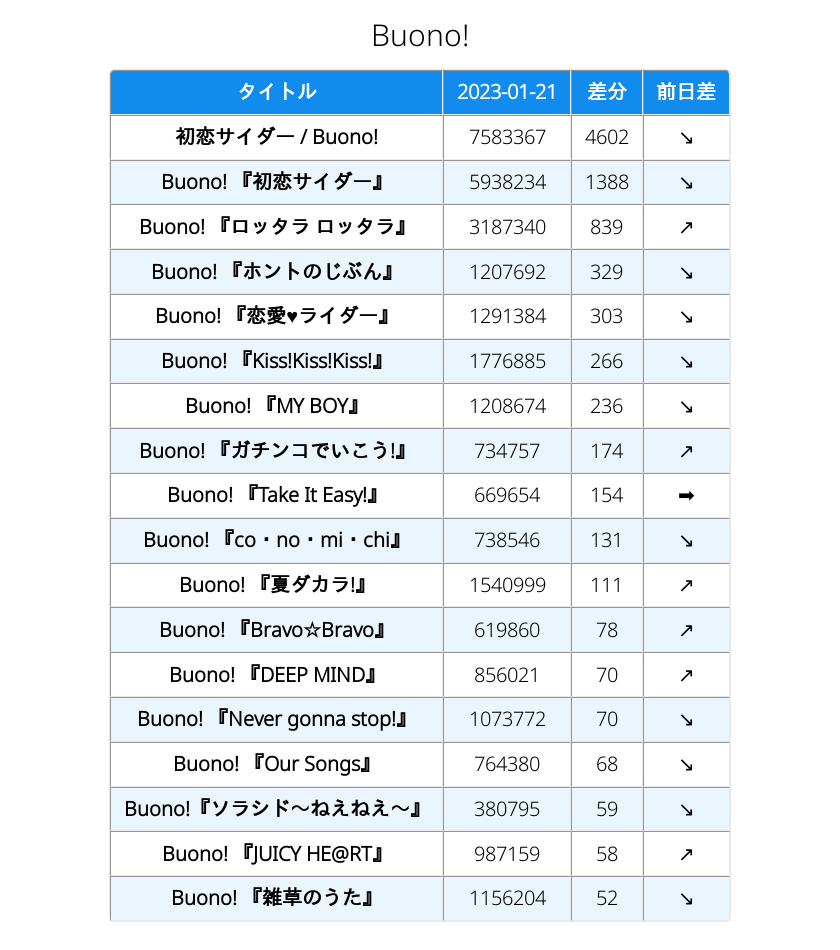 Buono!
タイトル 2023-01-21 差分 前日差
初恋サイダー / Buono! 7583367 4602 ↘
Buono! 『初恋サイダー』 5938234 1388 ↘
Buono! 『ロッタラ ロッタラ』 3187340 839 ↗
Buono! 『ホントのじぶん』 1207692 329 ↘
Buono! 『恋愛♥ライダー』 1291384 303 ↘
Buono! 『Kiss!Kiss!Kiss!』 1776885 266 ↘
Buono! 『MY BOY』 1208674 236 ↘
Buono! 『ガチンコでいこう!』 734757 174 ↗
Buono! 『Take It Easy!』 669654 154 ➡
Buono! 『co・no・mi・chi』 738546 131 ↘
Buono! 『夏ダカラ!』 1540999 111 ↗
Buono! 『Bravo☆Bravo』 619860 78 ↗
Buono! 『DEEP MIND』 856021 70 ↗
Buono! 『Never gonna stop!』 1073772 70 ↘
Buono! 『Our Songs』 764380 68 ↘
Buono!『ソラシド〜ねえねえ〜』 380795 59 ↘
Buono! 『JUICY HE@RT』 987159 58 ↗
Buono! 『雑草のうた』 1156204 52 ↘